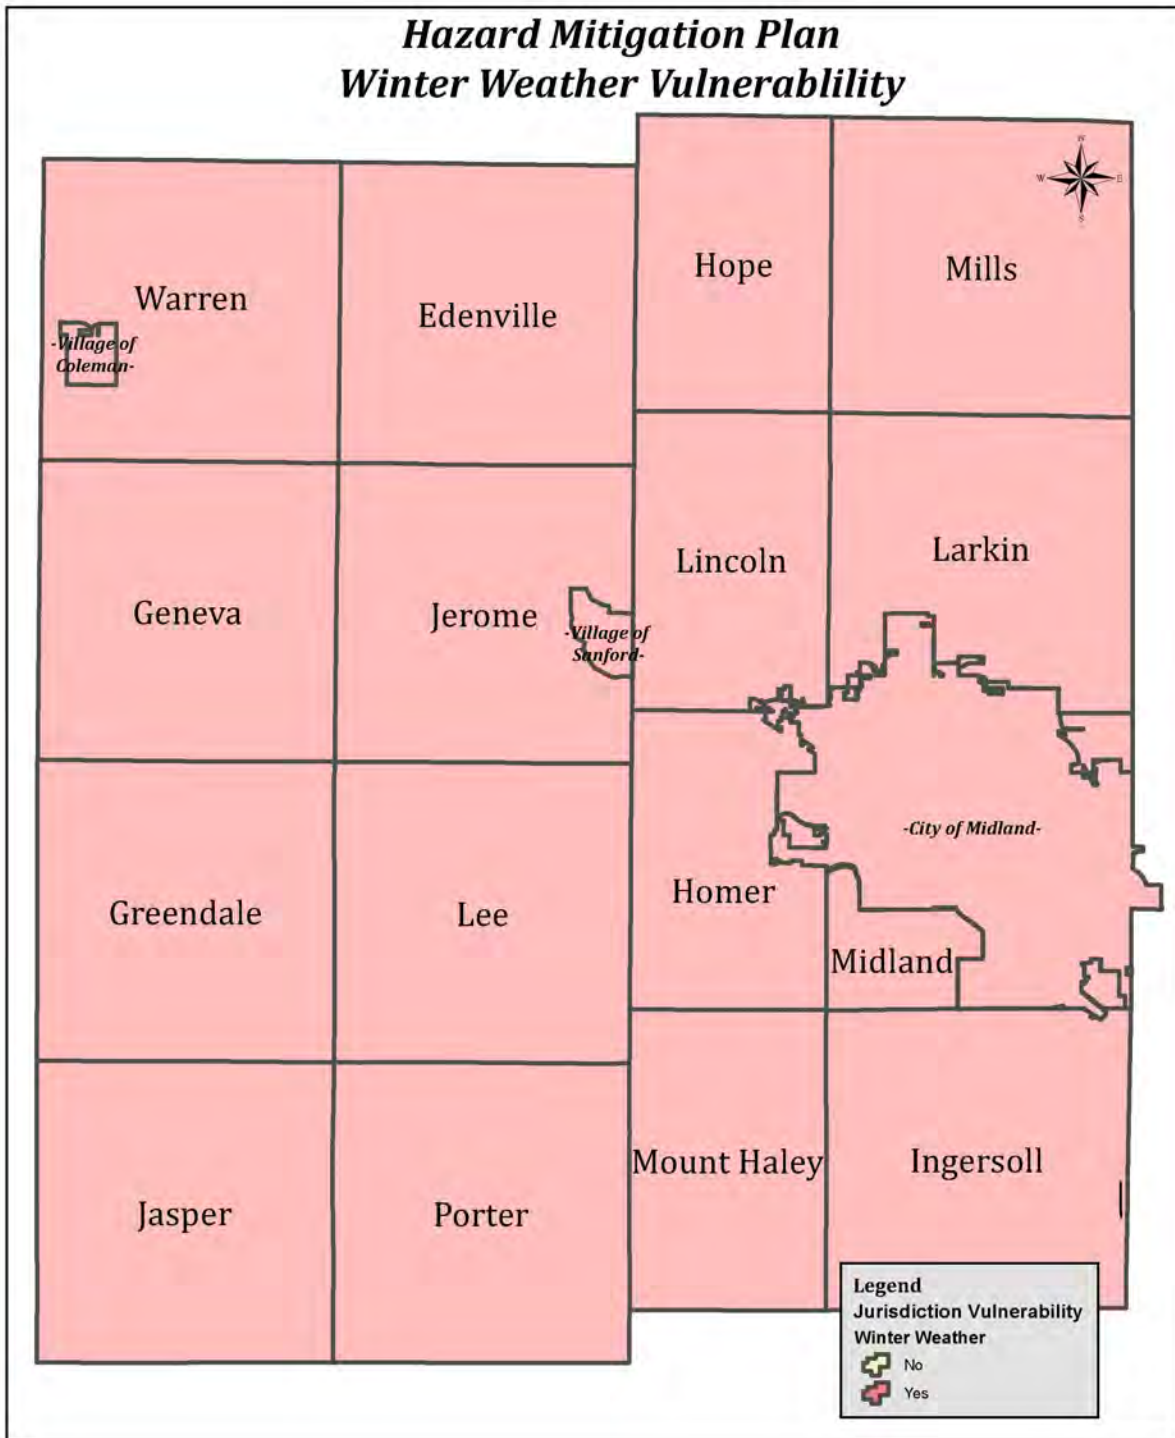 Hazard Mitigation Plan
Winter Weather Vulnerablility
N
W
E
S
Hope
Mills
Warren
Edenville
-Village of
Coleman-
Lincoln
Larkin
Geneva
Jerome
-Village of
Sanford-
-City of Midland-
Homer
Greendale
Lee
Midland
Mount Haley
Ingersoll
Jasper
Porter
Legend
Jurisdiction Vulnerability
Winter Weather
No
Yes